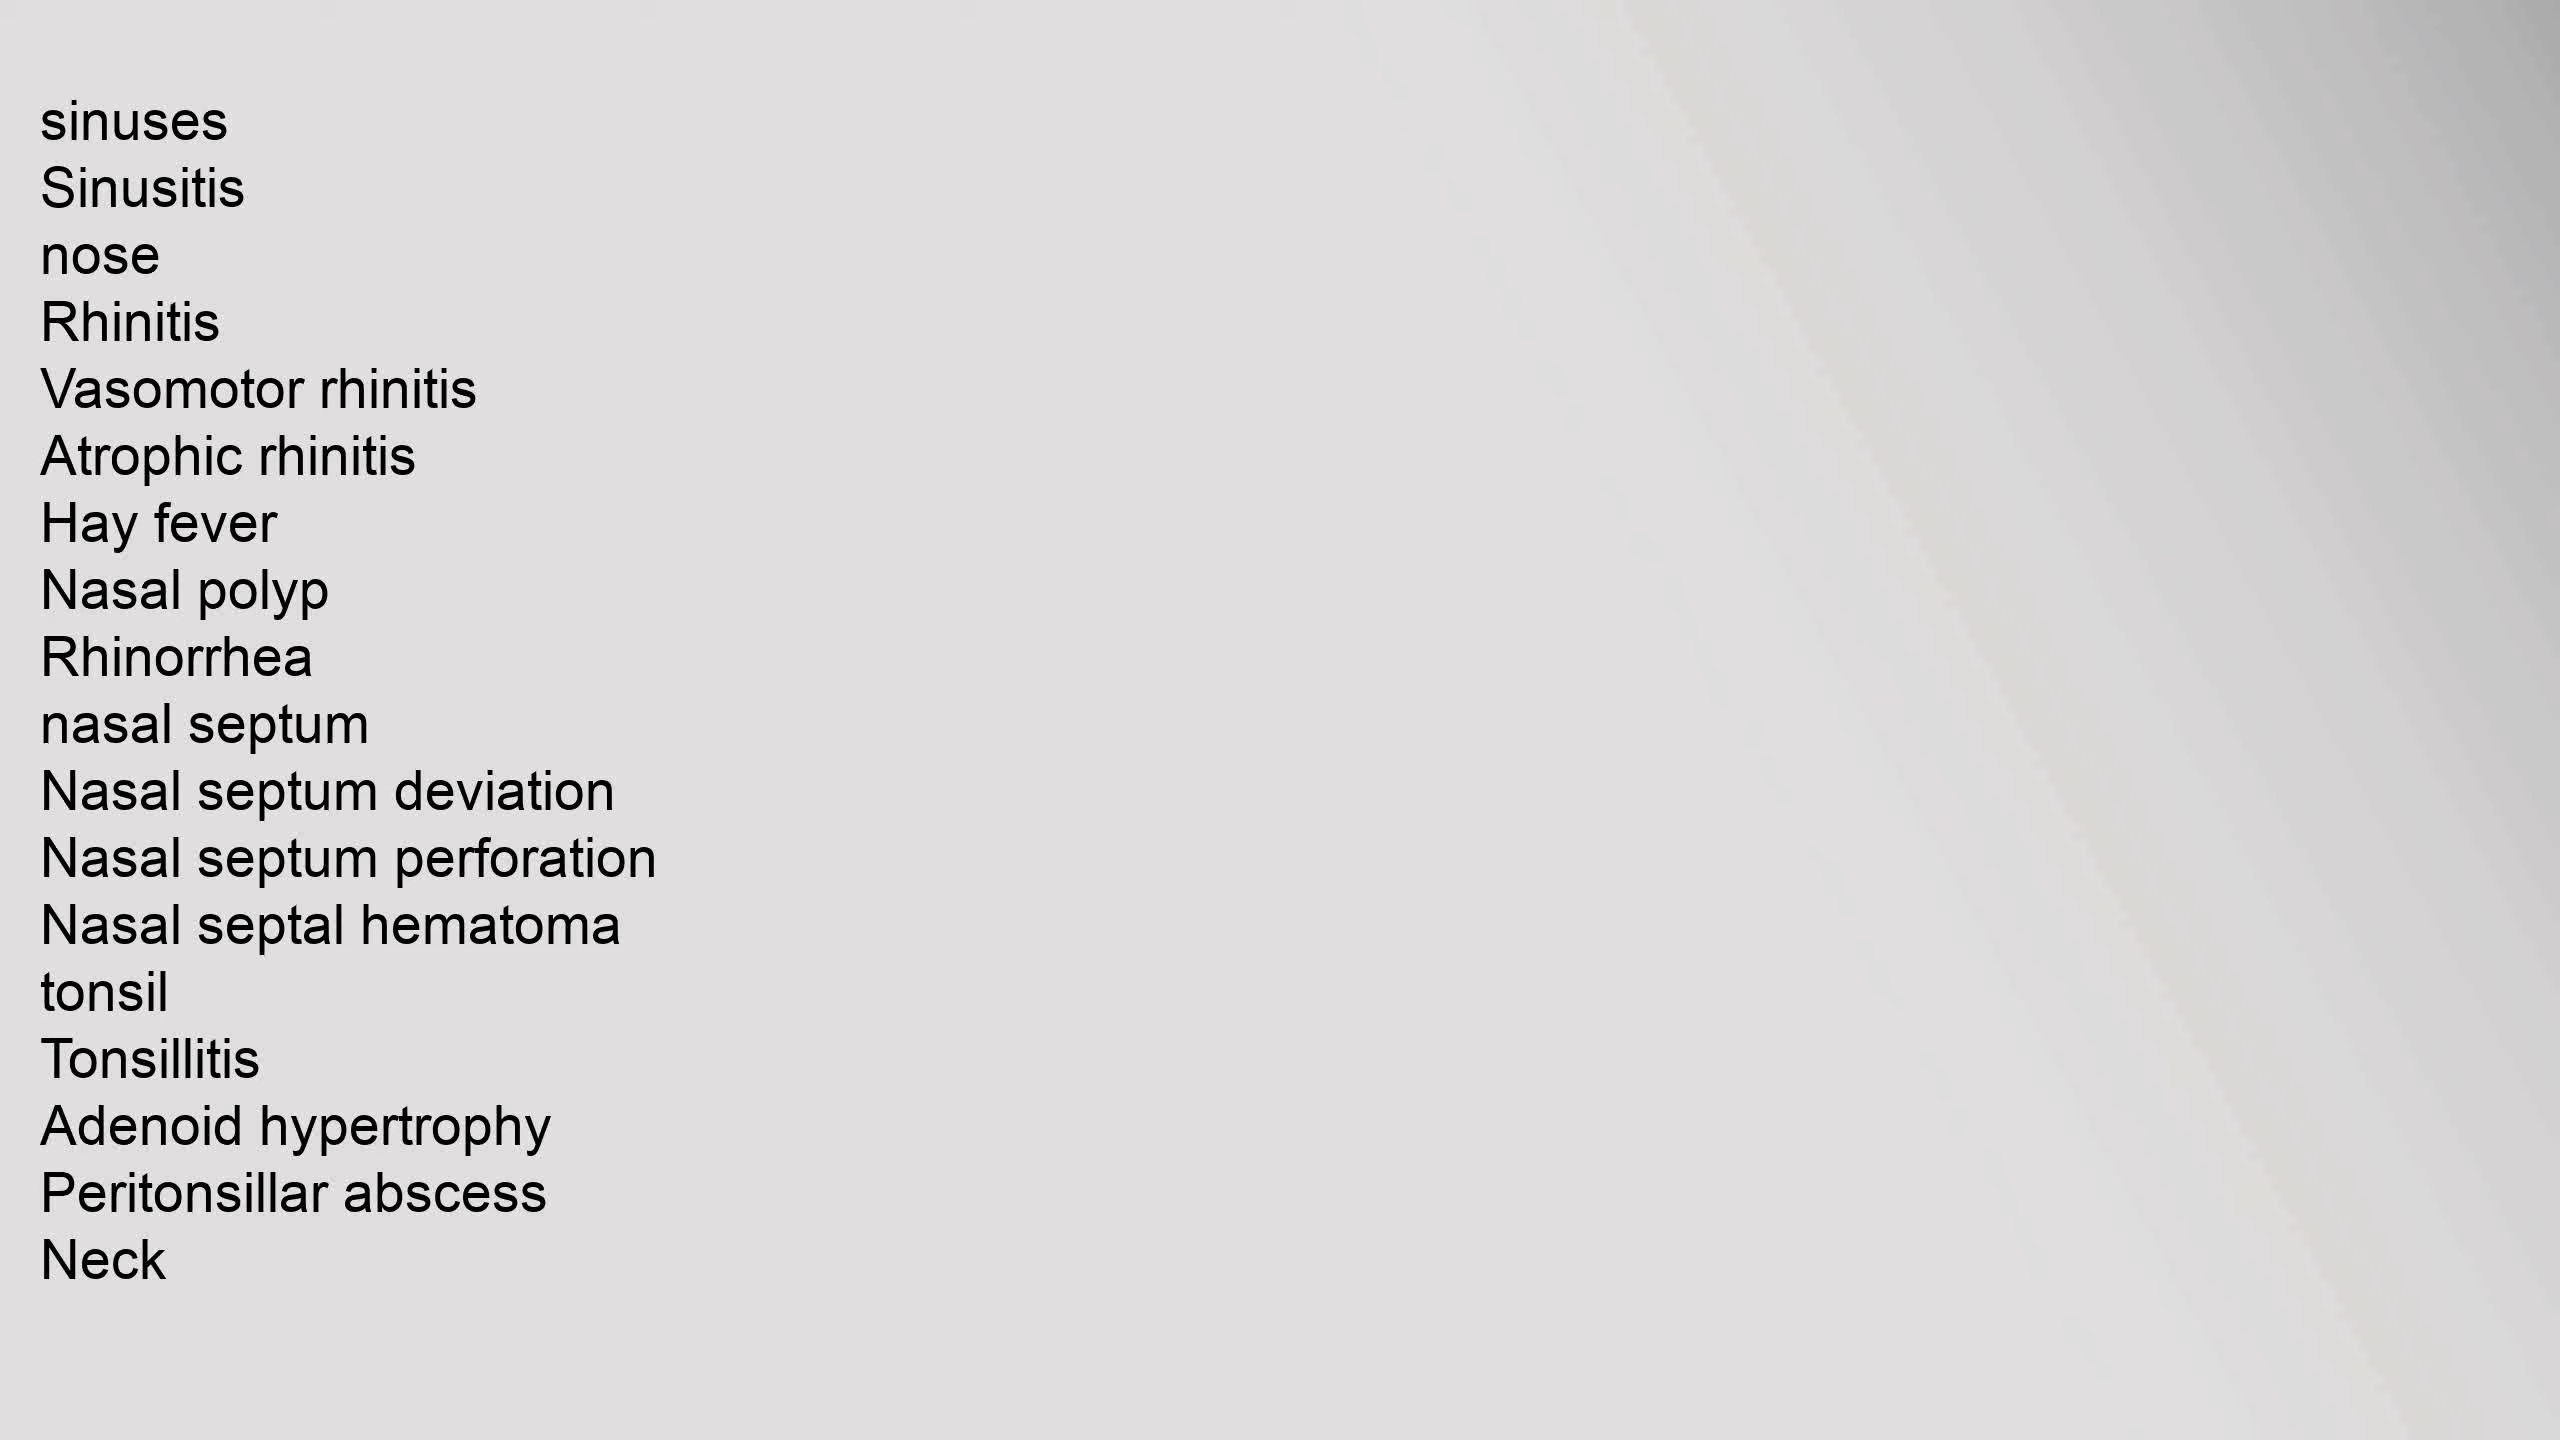 sinuses
Sinusitis
nose
Rhinitis
Vasomotor rhinitis
Atrophic rhinitis
Hay fever
Nasal polyp
Rhinorrhea
nasal septum
Nasal septum deviation
Nasal septum perforation
Nasal septal hematoma
tonsil
Tonsillitis
Adenoid hypertrophy
Peritonsillar abscess
Neck